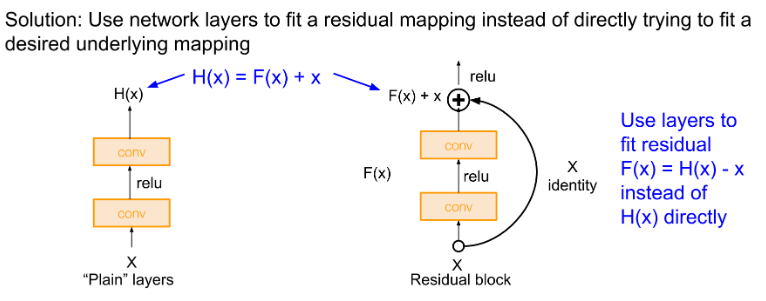 Solution: Use network layers to fit a residual mapping instead of directly trying to fit a
desired underlying mapping
H(x) = F(x) + x
H(x)
conv
relu
conv
X
“Plain” layers
relu
F(x) + x
+
conv
F(x)
relu
conv
X
identity
X
Residual block
Use layers to
fit residual
F(x) = H(x) - x
instead of
H(x) directly